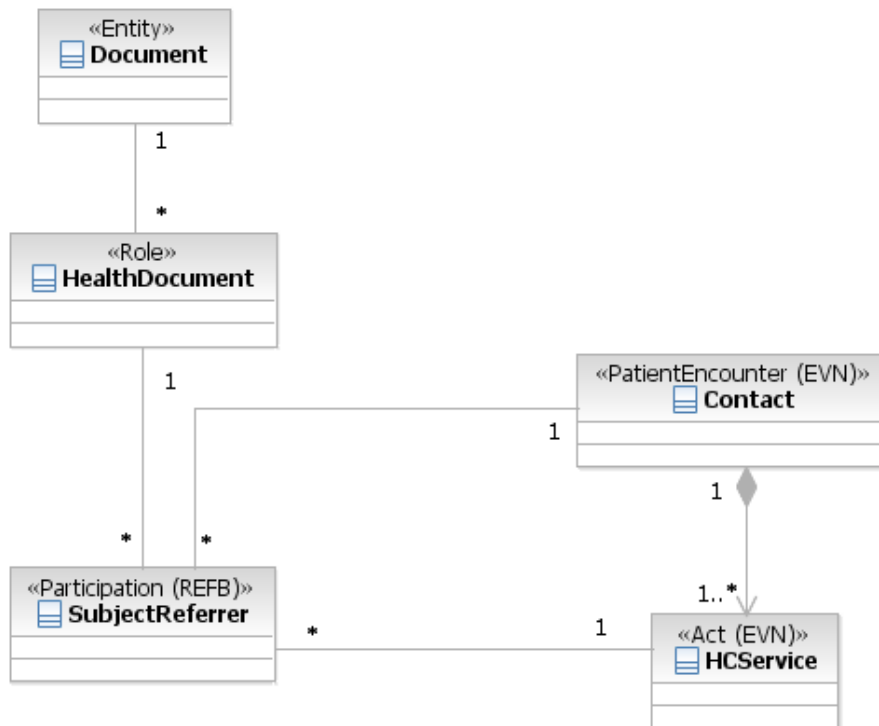 «Entity»
Document
1
*
«Role»
HealthDocument
1
«PatientEncounter (EVN)»
Contact
1
1
*
*
«Participation (REFB)»
SubjectReferrer
1..*
*
1
«Act (EVN)»
HCService